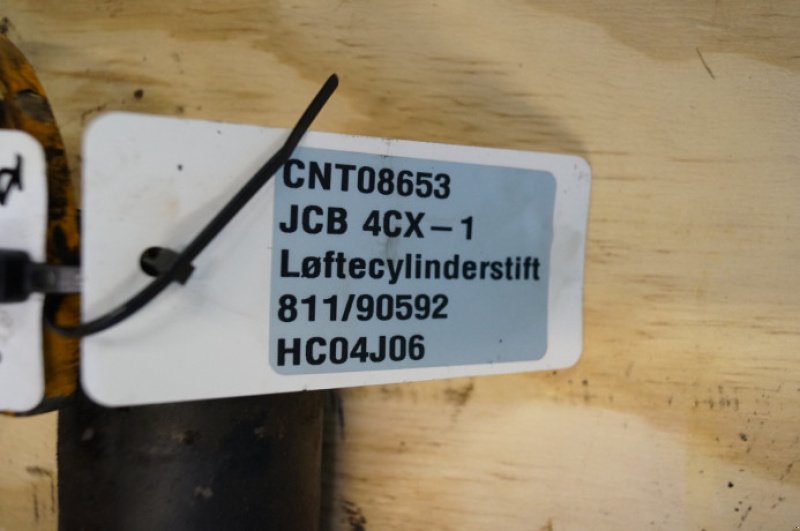 CNT08653
JCB 4CX-1
Løftecylinderstift
811/90592
HC04J06